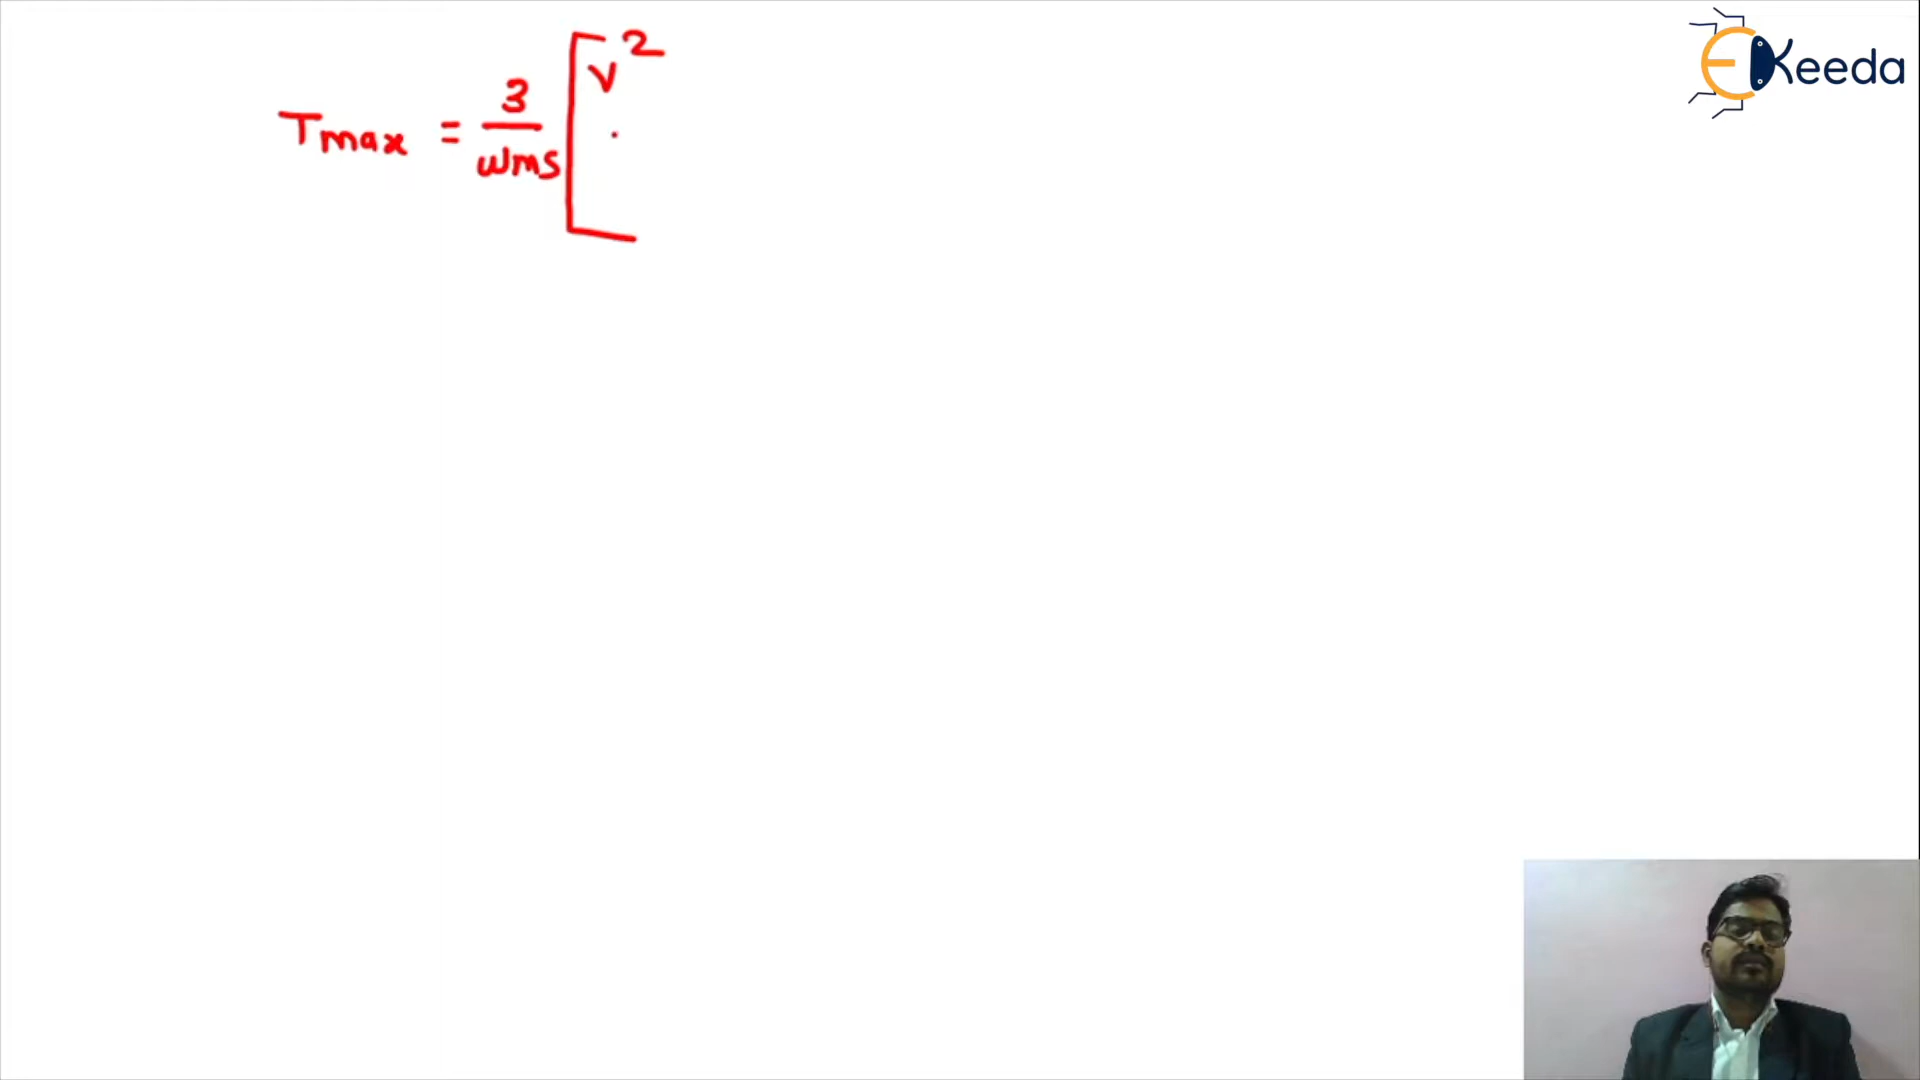 EKeeda
Tmax = 3/ωms [V²